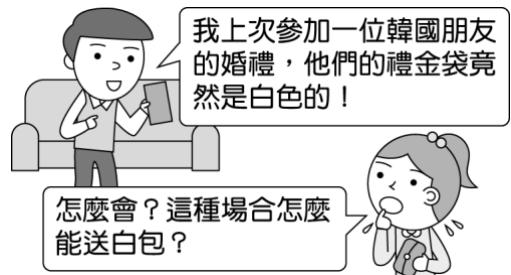 我上次參加一位韓國朋友
的婚禮，他們的禮金袋竟
然是白色的！
怎麼會？這種場合怎麼
能送白包？